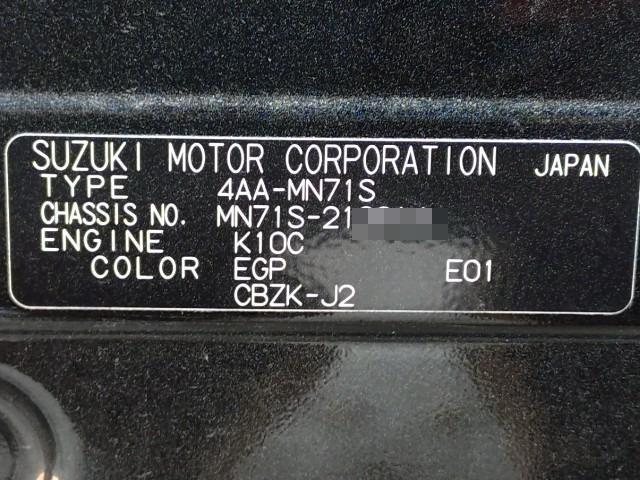 SUZUKI MOTOR CORPORATION JAPAN
TYPE 4AA-MN71S
CHASSIS NO. MN71S-21
ENGINE K10C
COLOR EGP E01
CBZK-J2